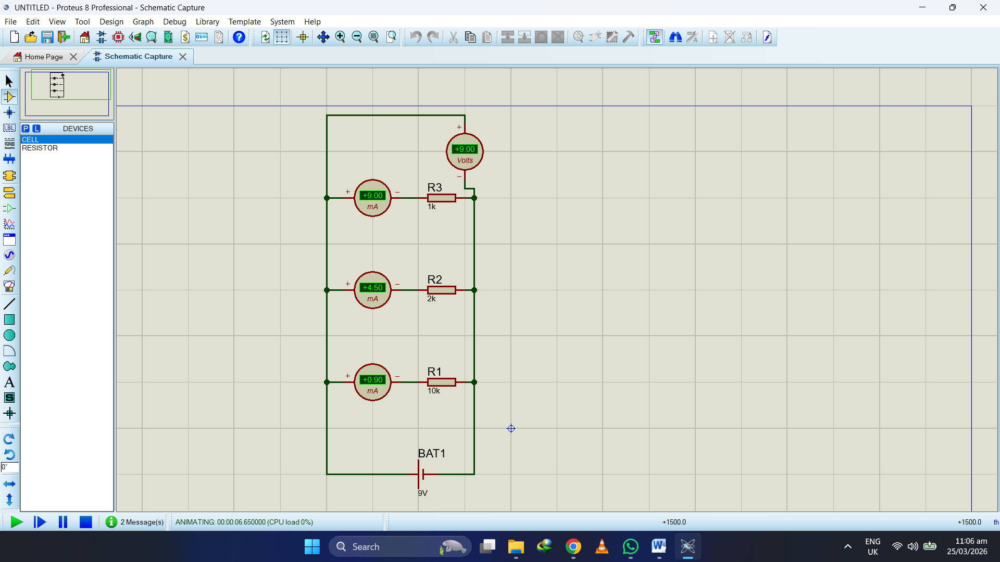 UNTITLED - Proteus 8 Professional - Schematic Capture
File Edit View Tool Design Graph Debug Library Template System Help
Home Page Schematic Capture
P L DEVICES
CELL
RESISTOR
LBL
A
S
0°
+
+9.00
Volts
−
R3
+ +9.00 −
mA
1k
R2
+ +4.50 −
mA
2k
R1
+ +0.90 −
mA
10k
BAT1
9V
2 Message(s) ANIMATING: 00:00:06.650000 (CPU load 0%) +1500.0 +1500.0 th
Search
ENG
UK
11:06 am
25/03/2026